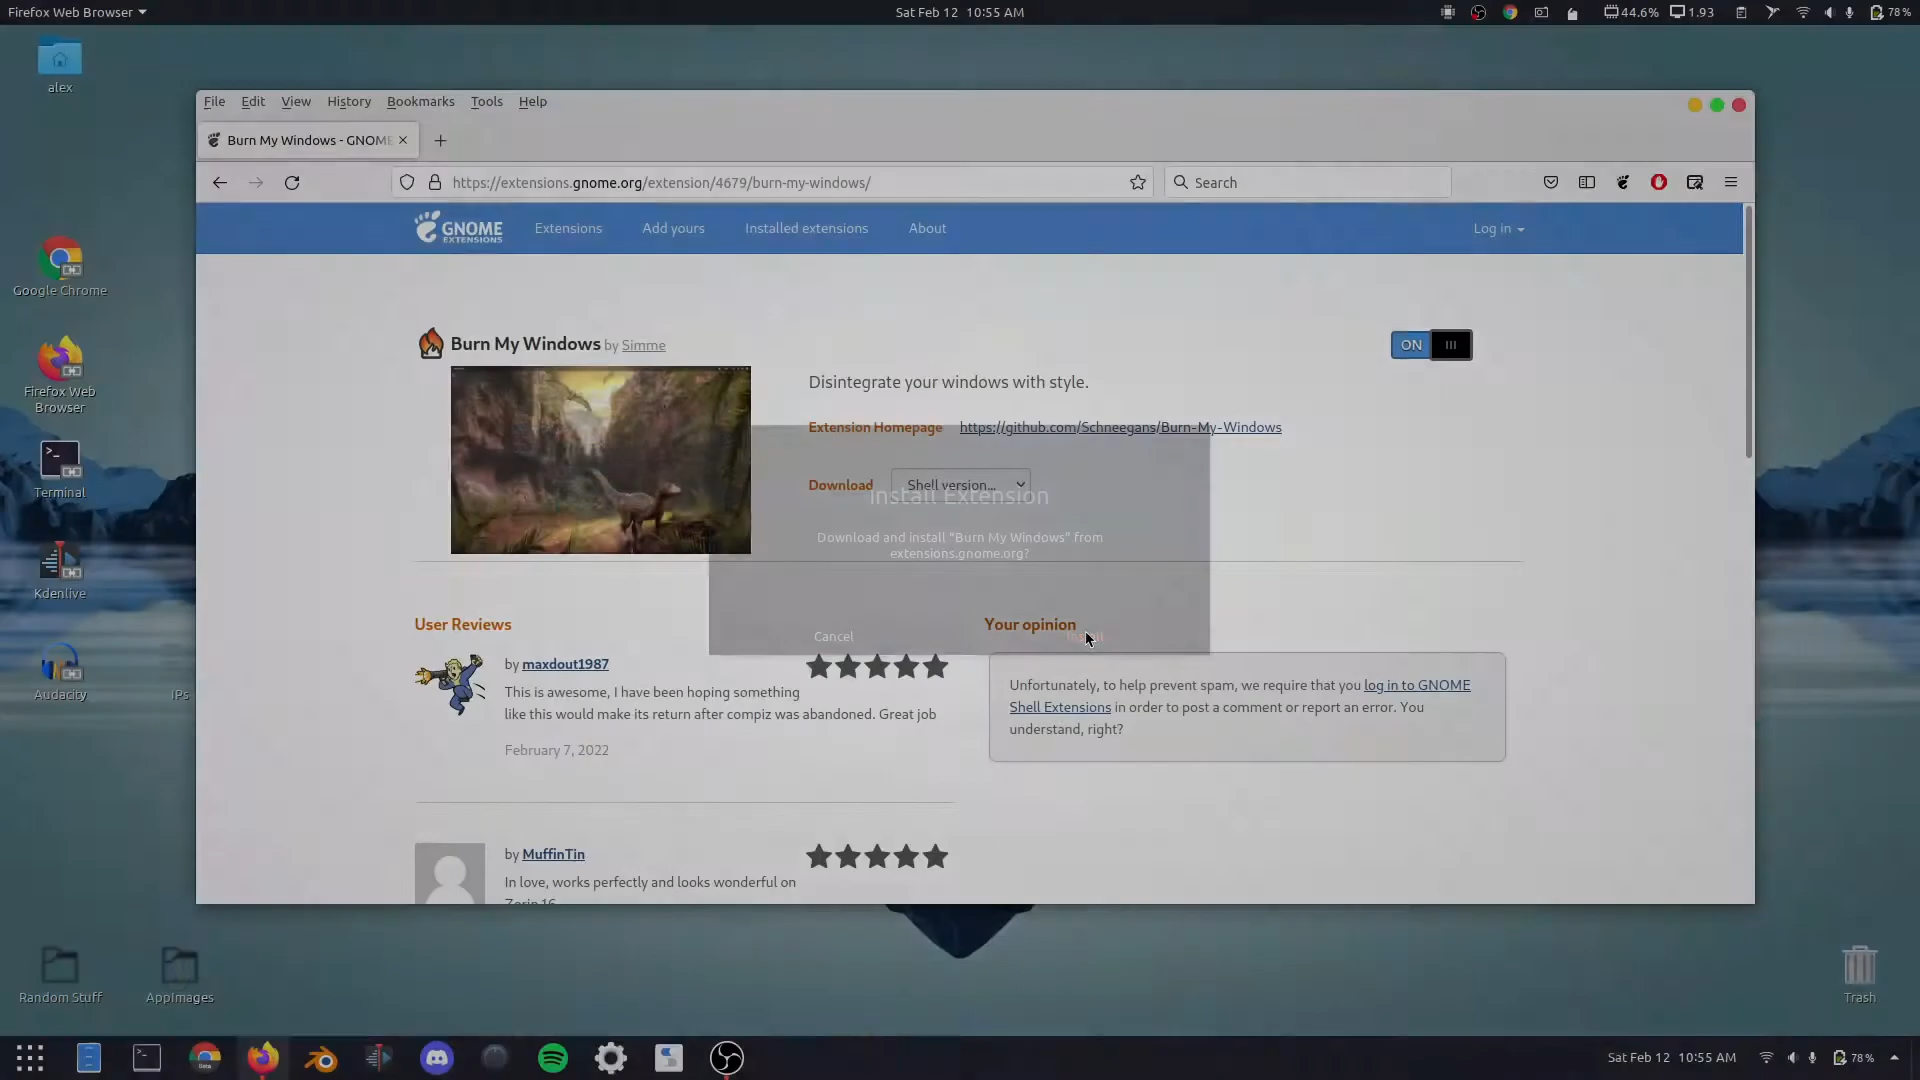 Firefox Web Browser
Sat Feb 12 10:55 AM
44.6%
1.93
78%
alex
Google Chrome
Firefox Web
Browser
Terminal
Kdenlive
Audacity
IPs
Random Stuff
AppImages
Trash
File Edit View History Bookmarks Tools Help
Burn My Windows - GNOME
https://extensions.gnome.org/extension/4679/burn-my-windows/
Search
GNOME
EXTENSIONS
Extensions
Add yours
Installed extensions
About
Log in
Burn My Windows by Simme
ON
Disintegrate your windows with style.
Extension Homepage https://github.com/Schneegans/Burn-My-Windows
Download Shell version...
Install Extension
Download and install "Burn My Windows" from
extensions.gnome.org?
Cancel
Install
User Reviews
by maxdout1987
This is awesome, I have been hoping something
like this would make its return after compiz was abandoned. Great job
February 7, 2022
by MuffinTin
In love, works perfectly and looks wonderful on
Zorin 16
Your opinion
Unfortunately, to help prevent spam, we require that you log in to GNOME
Shell Extensions in order to post a comment or report an error. You
understand, right?
Sat Feb 12 10:55 AM
78%